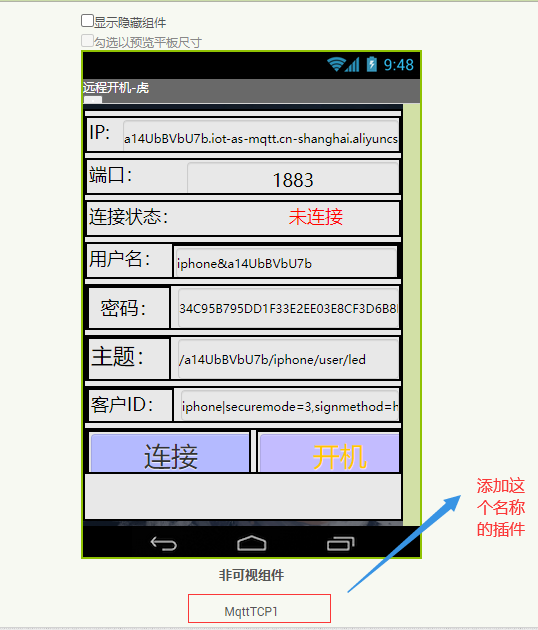 显示隐藏组件
勾选以预览平板尺寸
9:48
远程开机-虎
IP:
a14UbBVbU7b.iot-as-mqtt.cn-shanghai.aliyuncs
端口:
1883
连接状态:
未连接
用户名:
iphone&a14UbBVbU7b
密码:
34C95B795DD1F33E2EE03E8CF3D6B8
主题:
/a14UbBVbU7b/iphone/user/led
客户ID:
iphone|securemode=3,signmethod=h
连接
开机
添加这
个名称
的插件
非可视组件
MqttTCP1